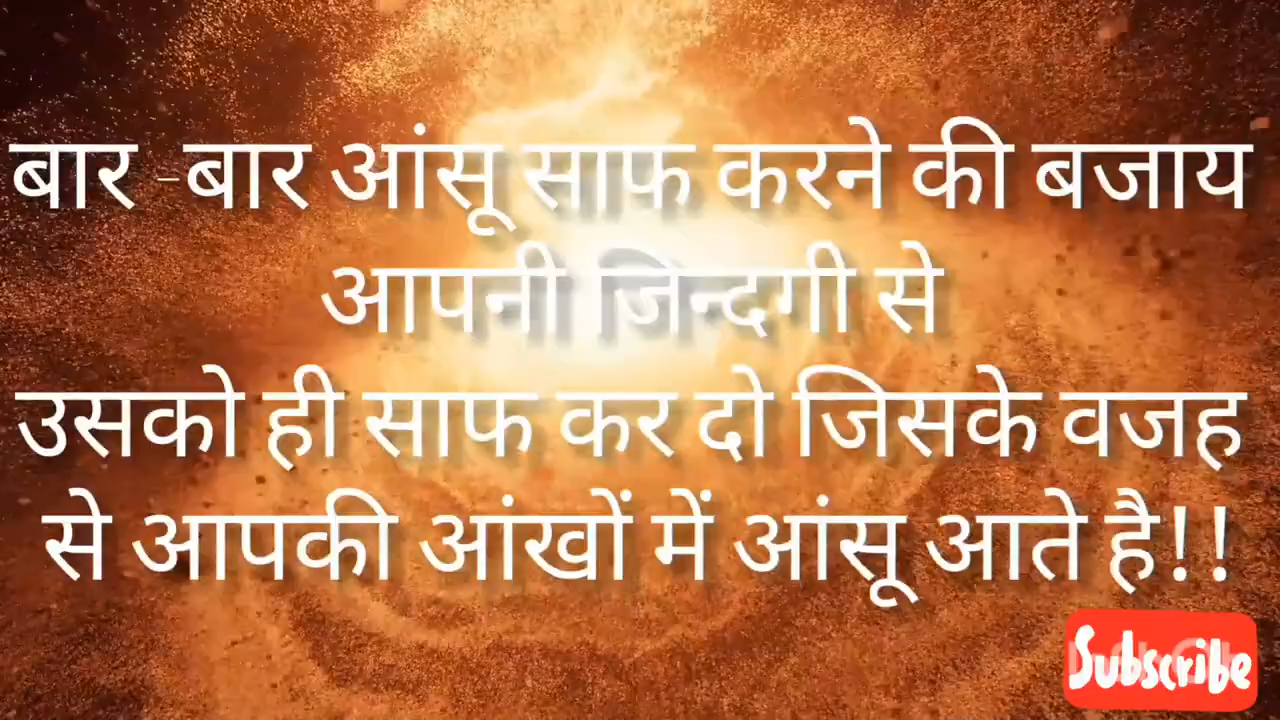 बार -बार आंसू साफ करने की बजाय
आपनी जिन्दगी से
उसको ही साफ कर दो जिसके वजह
से आपकी आंखों में आंसू आते है!!
Subscribe